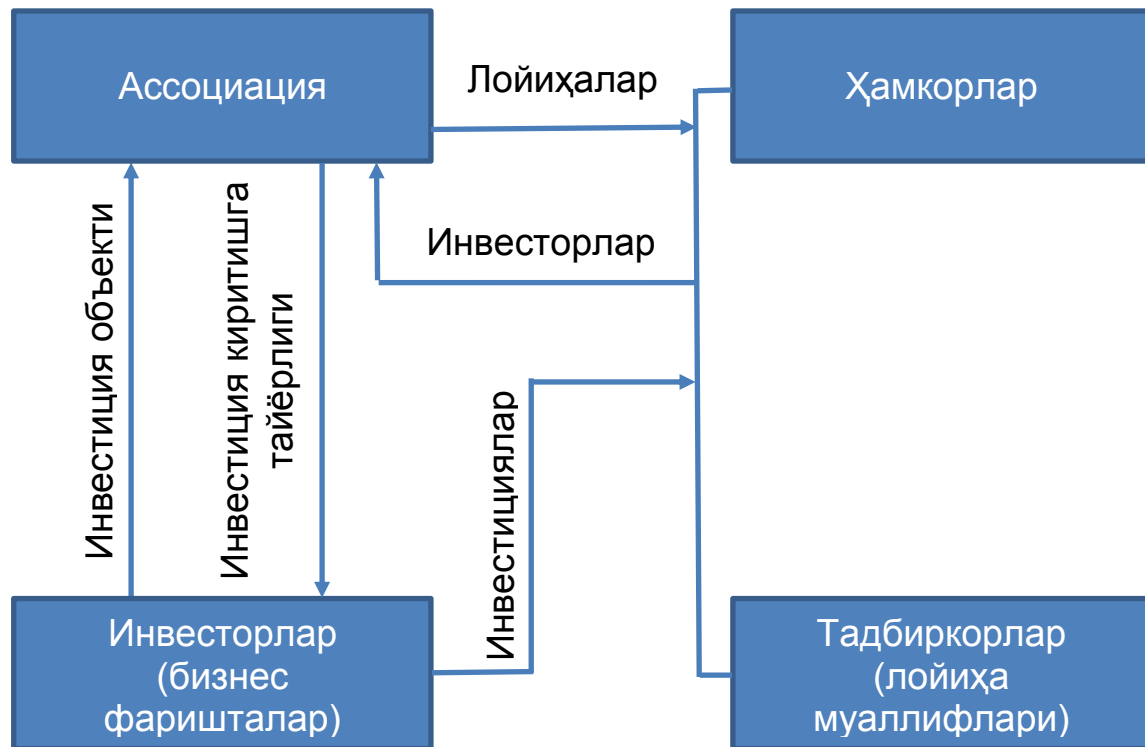 Ассоциация
Лойиҳалар
Ҳамкорлар
Инвестиция объекти
Инвестиция киритишга
тайёрлиги
Инвесторлар
Инвестициялар
Инвесторлар
(бизнес
фаришталар)
Тадбиркорлар
(лойиҳа
муаллифлари)